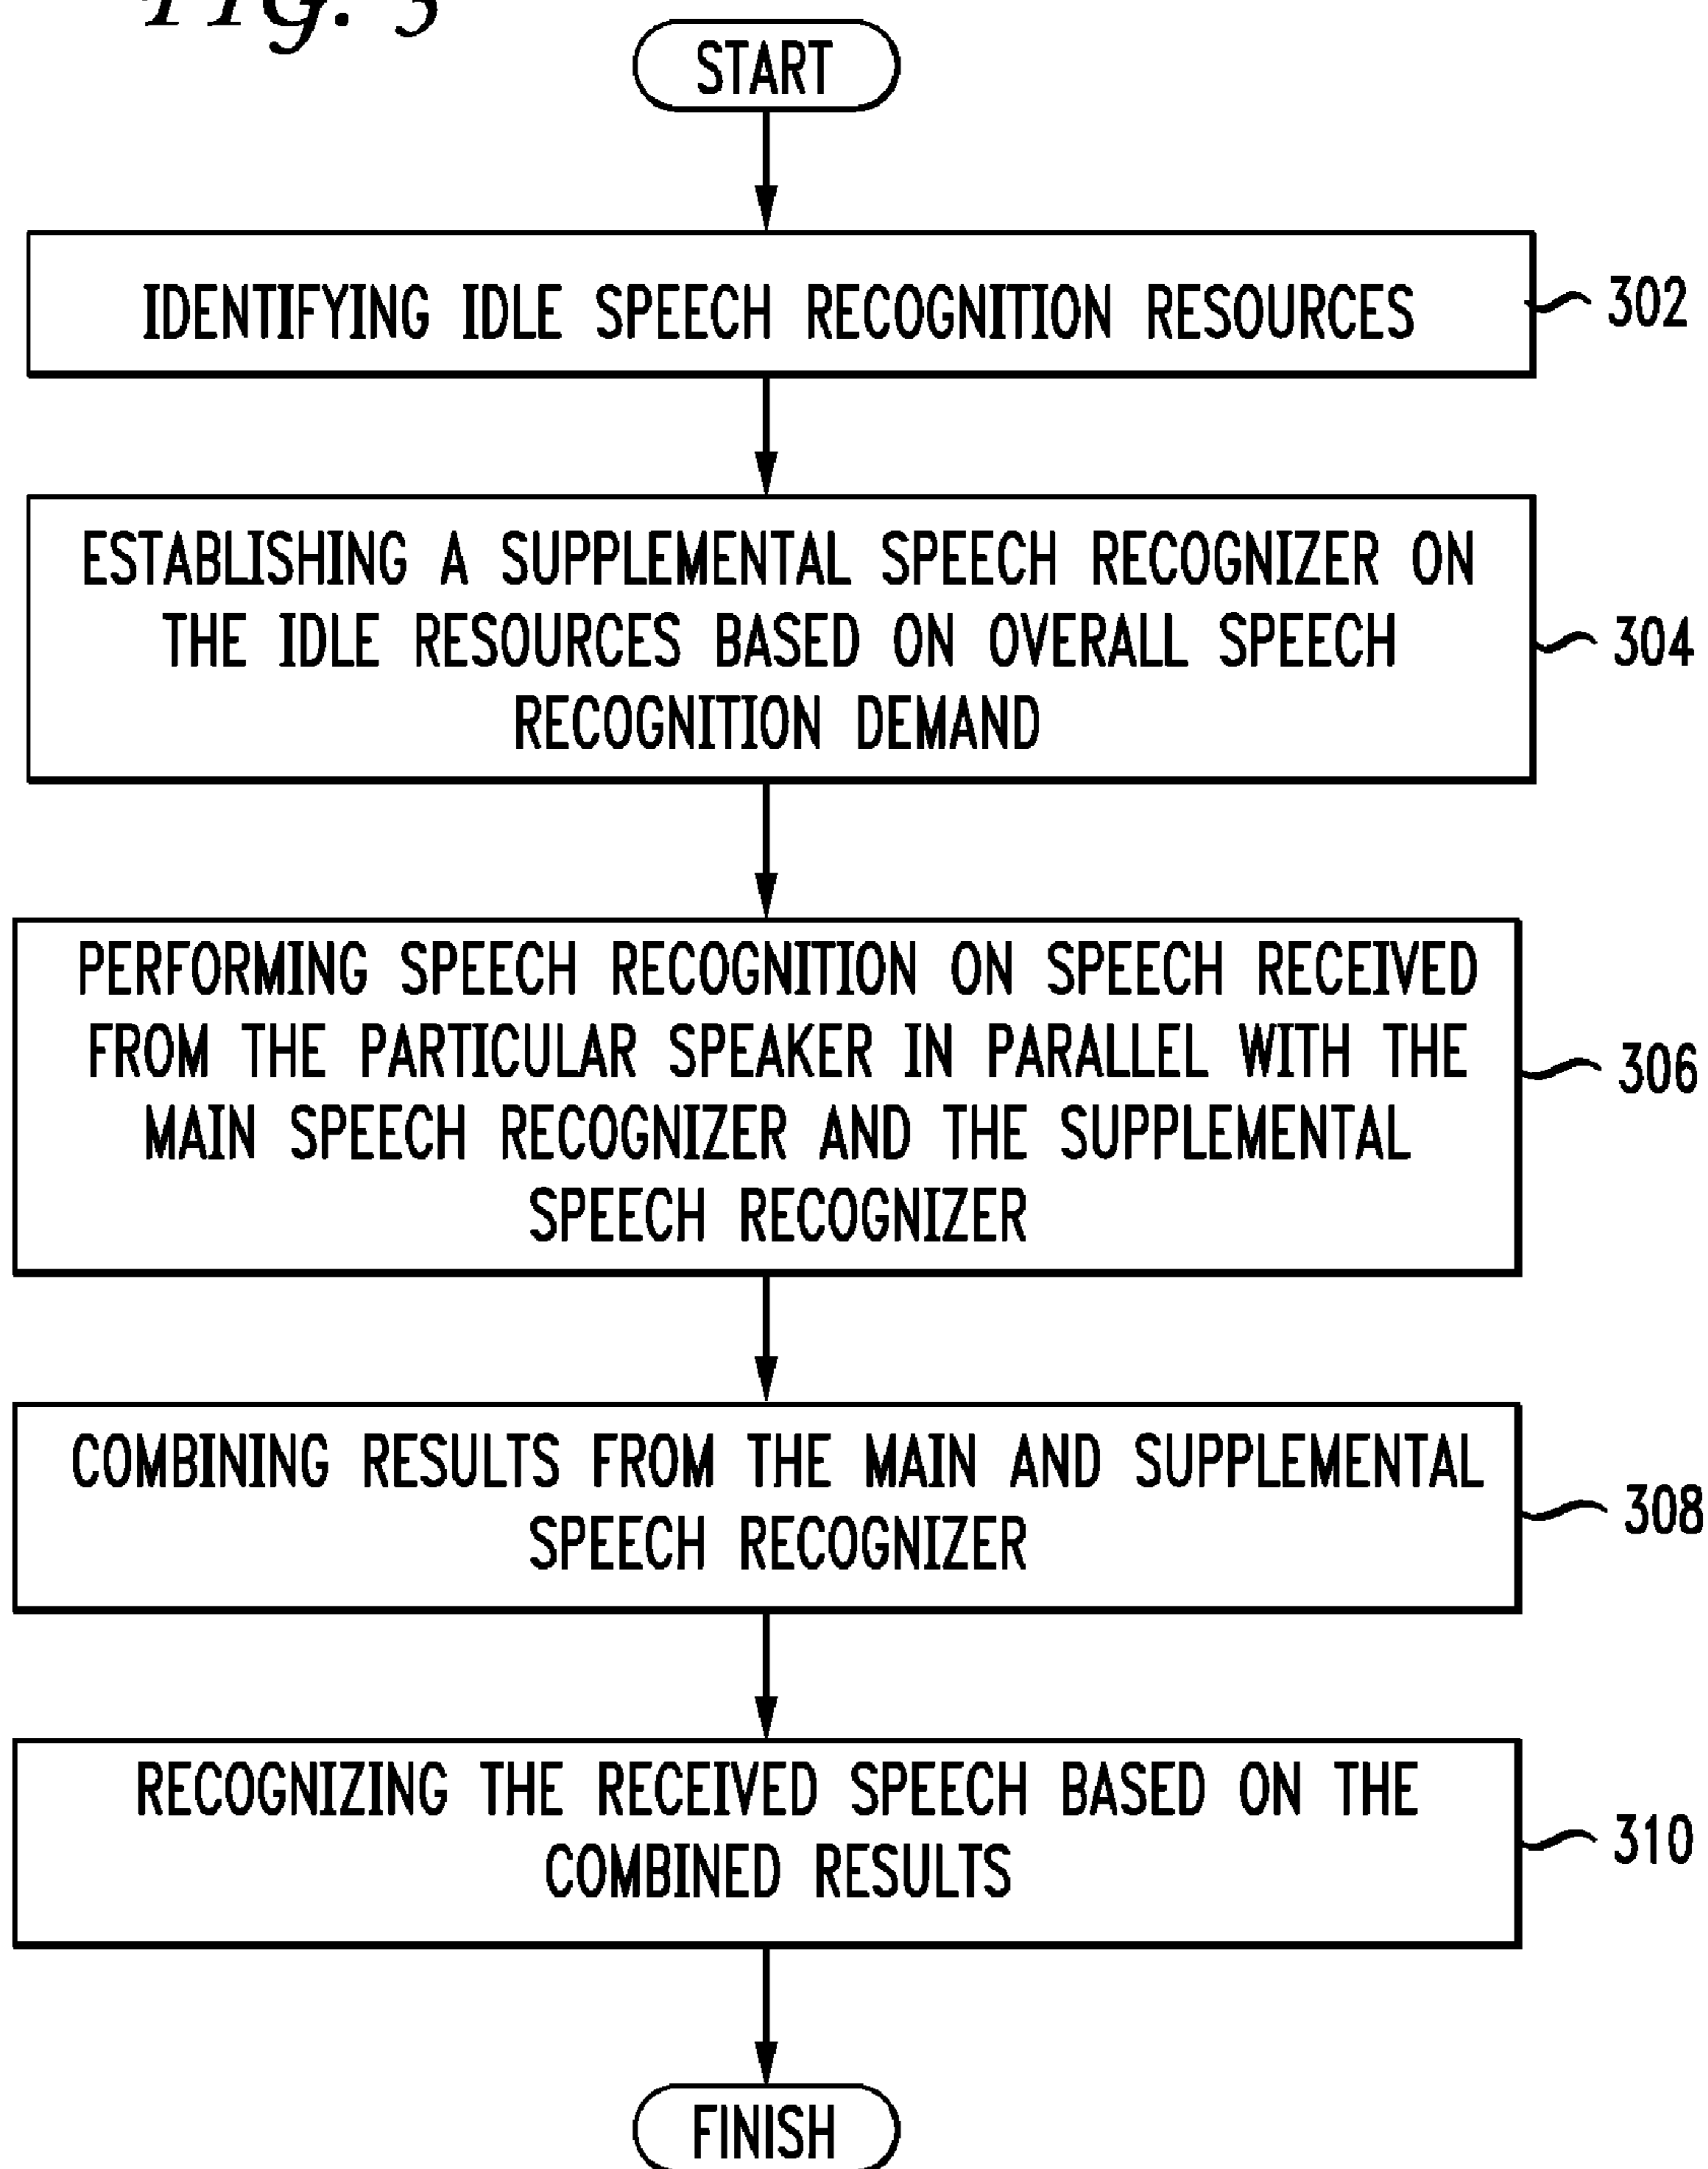 FIG. 3
START
IDENTIFYING IDLE SPEECH RECOGNITION RESOURCES
302
ESTABLISHING A SUPPLEMENTAL SPEECH RECOGNIZER ON
THE IDLE RESOURCES BASED ON OVERALL SPEECH
RECOGNITION DEMAND
304
PERFORMING SPEECH RECOGNITION ON SPEECH RECEIVED
FROM THE PARTICULAR SPEAKER IN PARALLEL WITH THE
MAIN SPEECH RECOGNIZER AND THE SUPPLEMENTAL
SPEECH RECOGNIZER
306
COMBINING RESULTS FROM THE MAIN AND SUPPLEMENTAL
SPEECH RECOGNIZER
308
RECOGNIZING THE RECEIVED SPEECH BASED ON THE
COMBINED RESULTS
310
FINISH